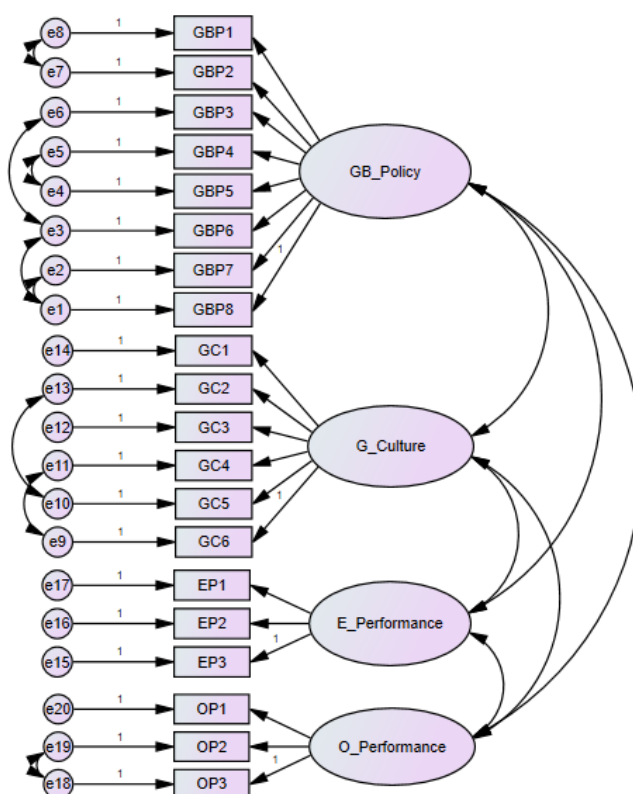 e8 1 GBP1
e7 1 GBP2
e6 1 GBP3
e5 1 GBP4
GB_Policy
e4 1 GBP5
e3 1 GBP6
1
e2 1 GBP7
e1 1 GBP8
e14 1 GC1
e13 1 GC2
e12 1 GC3
G_Culture
e11 1 GC4
e10 1 GC5
1
e9 1 GC6
e17 1 EP1
e16 1 EP2
E_Performance
1
e15 1 EP3
e20 1 OP1
e19 1 OP2
O_Performance
1
e18 1 OP3